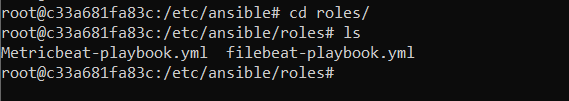 root@c33a681fa83c:/etc/ansible# cd roles/
root@c33a681fa83c:/etc/ansible/roles# ls
Metricbeat-playbook.yml  filebeat-playbook.yml
root@c33a681fa83c:/etc/ansible/roles#